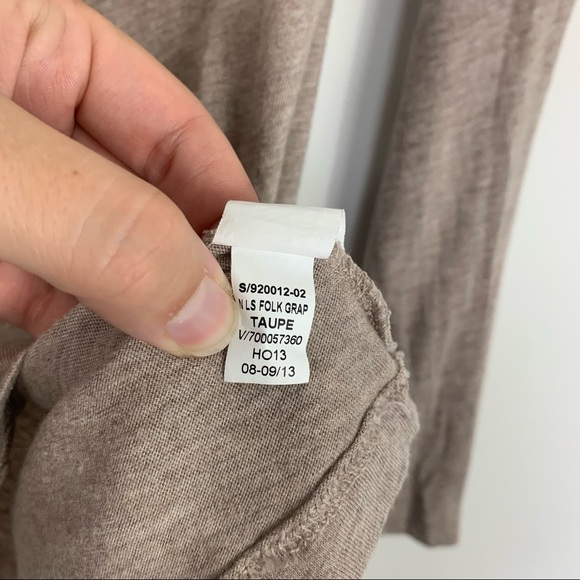 S/920012-02
N LS FOLK GRAP
TAUPE
V/700057360
HO13
08-09/13